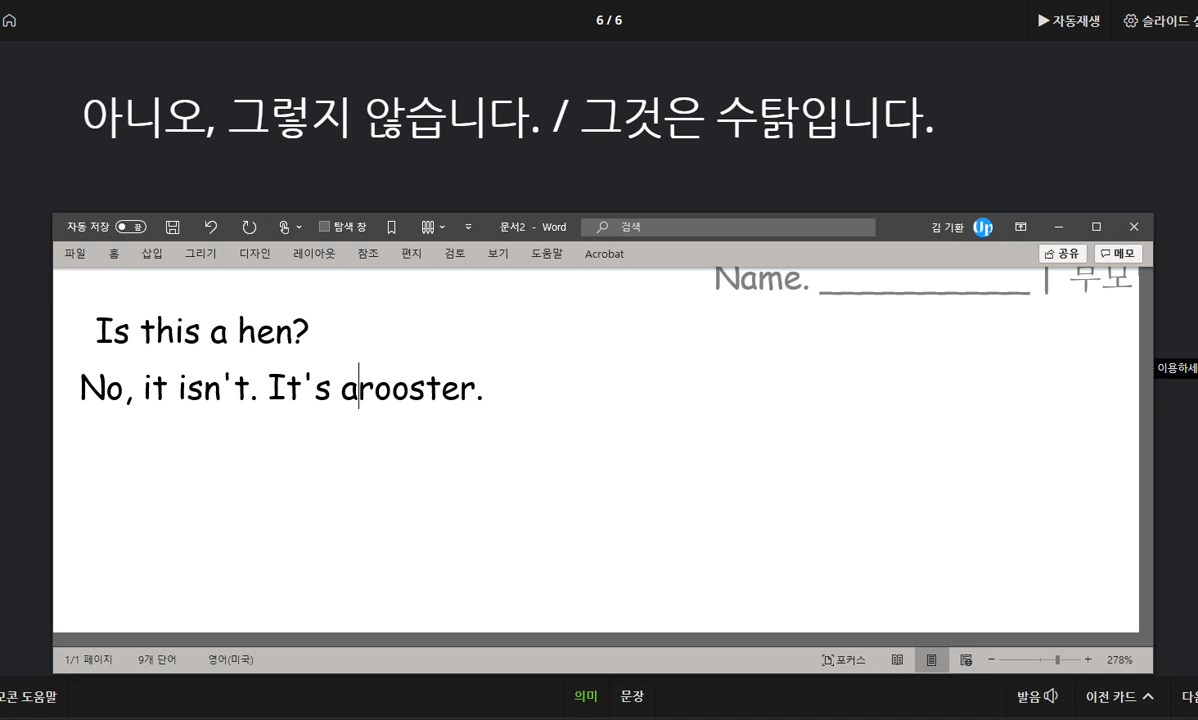 6 / 6
자동재생
슬라이드
아니오, 그렇지 않습니다. / 그것은 수탉입니다.
자동 저장 끔
탐색 창
문서2 - Word
검색
김 기환
Up
파일 홈 삽입 그리기 디자인 레이아웃 참조 편지 검토 보기 도움말 Acrobat
공유 메모
Name. ____________ | 부모
Is this a hen?
No, it isn't. It's arooster.
이용하세
1/1 페이지 9개 단어 영어(미국)
포커스
278%
도움말
의미 문장
발음 이전 카드